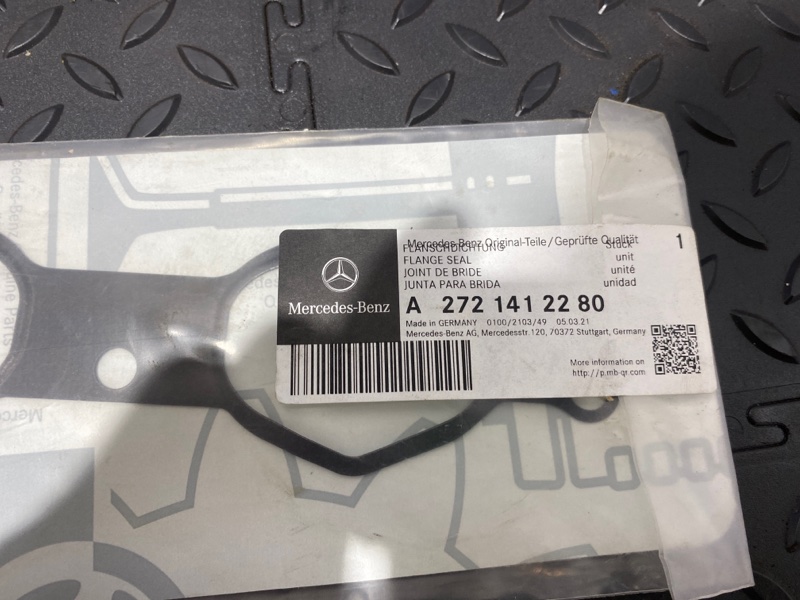 Mercedes-Benz Original-Teile/Geprüfte Qualität
FLANSCHDICHTUNG Stück 1
FLANGE SEAL unit
JOINT DE BRIDE unité
JUNTA PARA BRIDA unidad
Mercedes-Benz
A 272 141 22 80
Made in GERMANY 0100/2103/49 05.03.21
Mercedes-Benz AG, Mercedesstr.120, 70372 Stuttgart, Germany
More information on
http://p.mb-qr.com